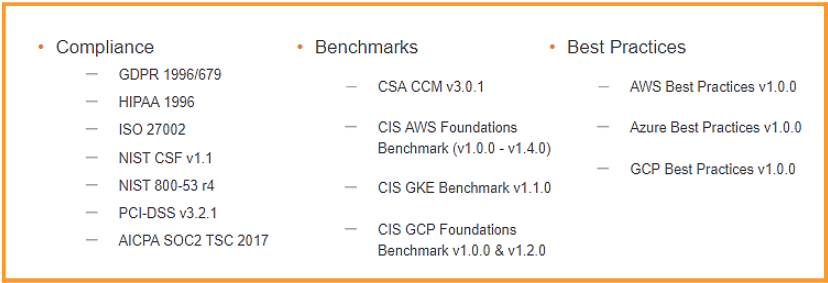 • Compliance
— GDPR 1996/679
— HIPAA 1996
— ISO 27002
— NIST CSF v1.1
— NIST 800-53 r4
— PCI-DSS v3.2.1
— AICPA SOC2 TSC 2017
• Benchmarks
— CSA CCM v3.0.1
— CIS AWS Foundations
Benchmark (v1.0.0 - v1.4.0)
— CIS GKE Benchmark v1.1.0
— CIS GCP Foundations
Benchmark v1.0.0 & v1.2.0
• Best Practices
— AWS Best Practices v1.0.0
— Azure Best Practices v1.0.0
— GCP Best Practices v1.0.0